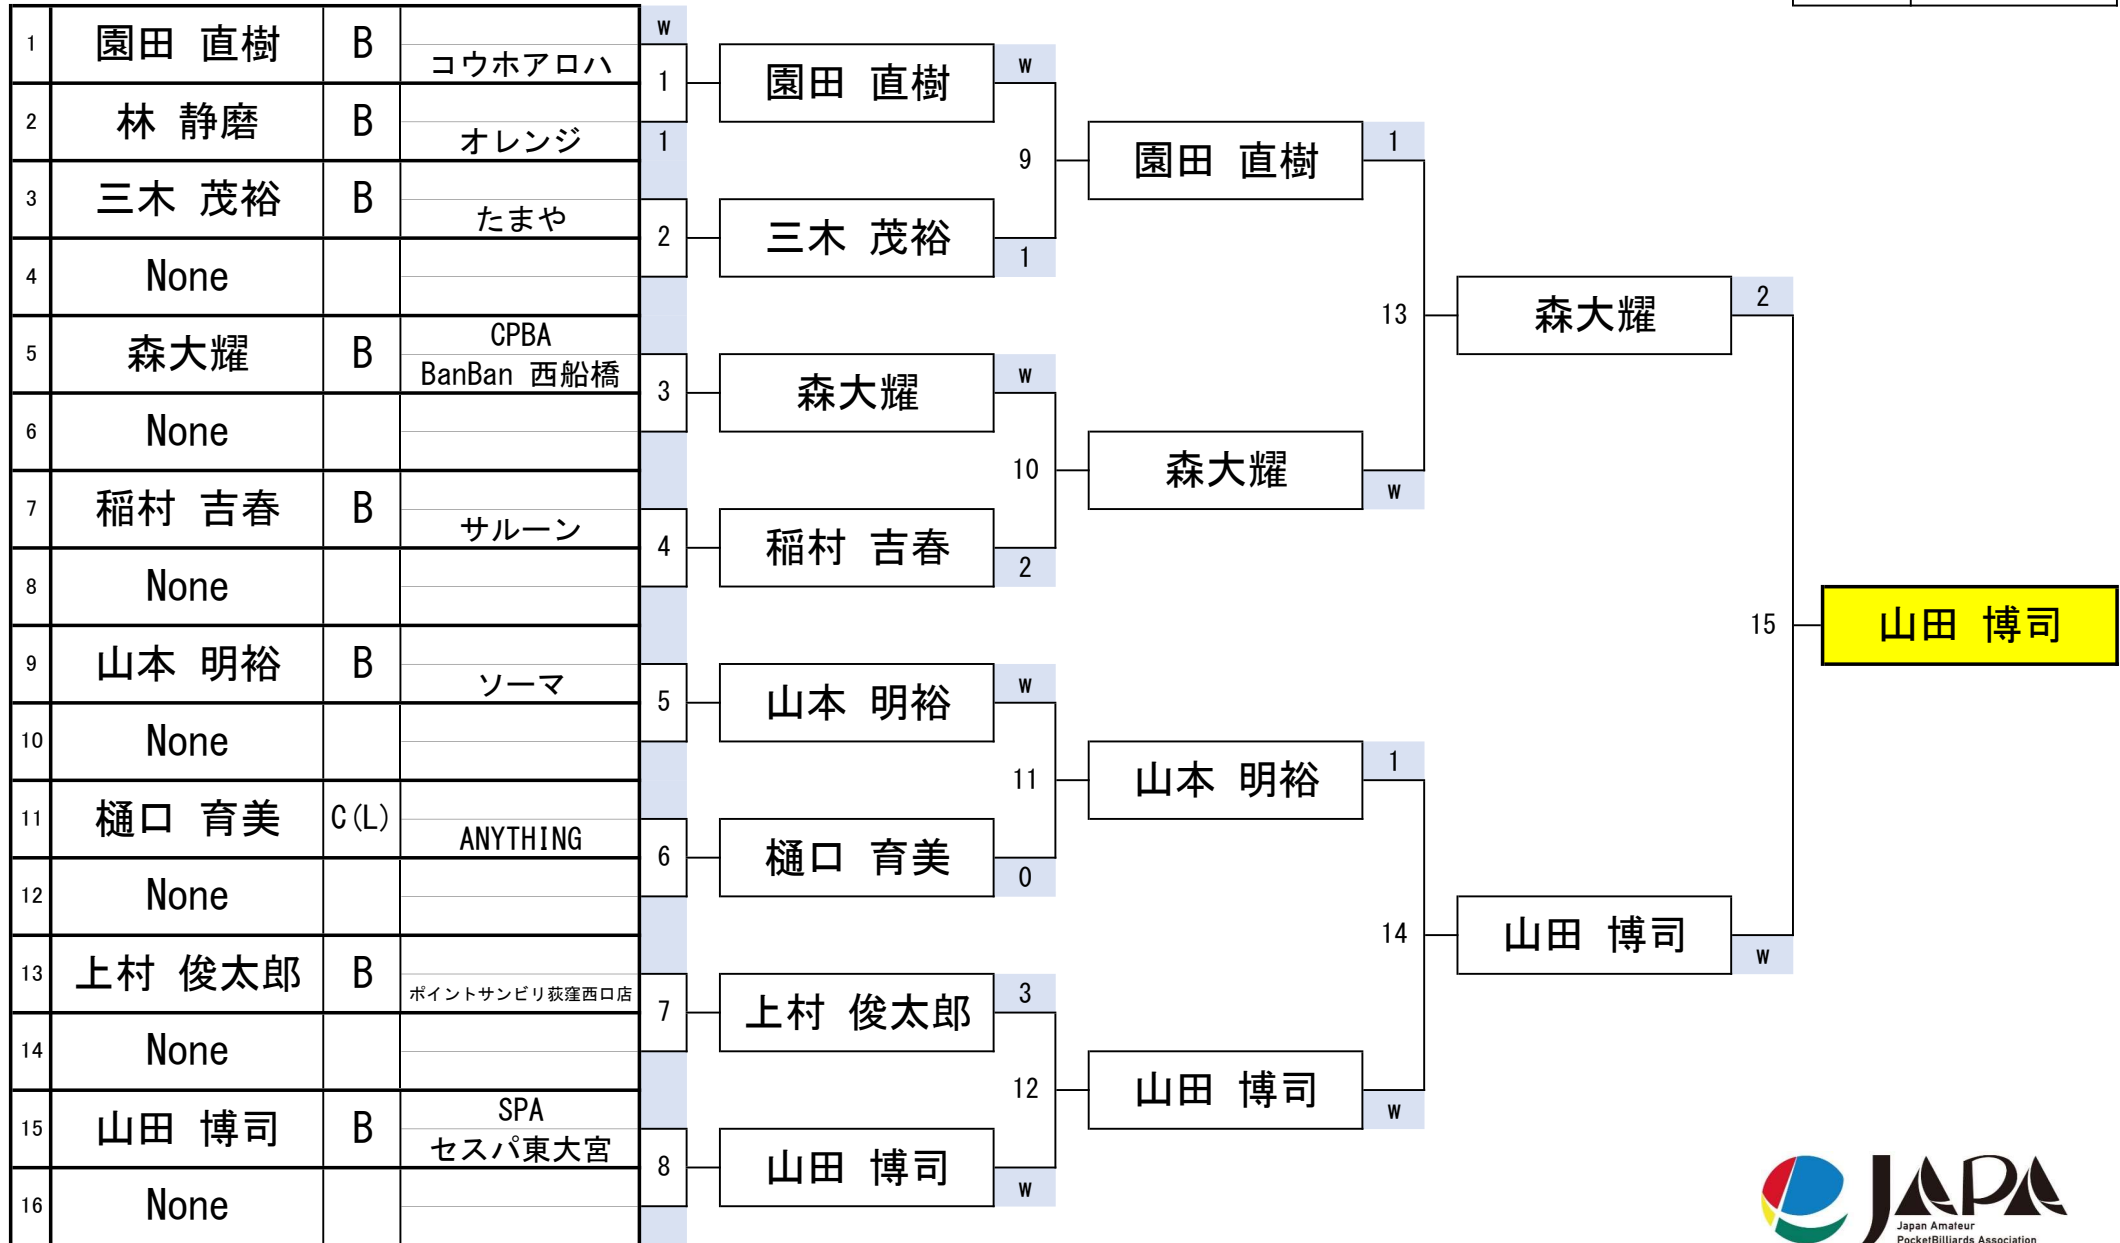 1 園田 直樹 B コウホアロハ
2 林 静磨 B オレンジ
3 三木 茂裕 B たまや
4 None
5 森大耀 B CPBA
BanBan 西船橋
6 None
7 稲村 吉春 B サルーン
8 None
9 山本 明裕 B ソーマ
10 None
11 樋口 育美 C(L) ANYTHING
12 None
13 上村 俊太郎 B ポイントサンビリ荻窪西口店
14 None
15 山田 博司 B SPA
セスパ東大宮
16 None
W
1
1
2
3
4
5
6
7
8
園田 直樹 W
9
三木 茂裕 1
森大耀 W
10
稲村 吉春 2
山本 明裕 W
11
樋口 育美 0
上村 俊太郎 3
12
山田 博司 W
園田 直樹 1
13
森大耀 W
山本 明裕 1
14
山田 博司 W
森大耀 2
15
山田 博司 W
山田 博司
JAPA
Japan Amateur
PocketBilliards Association